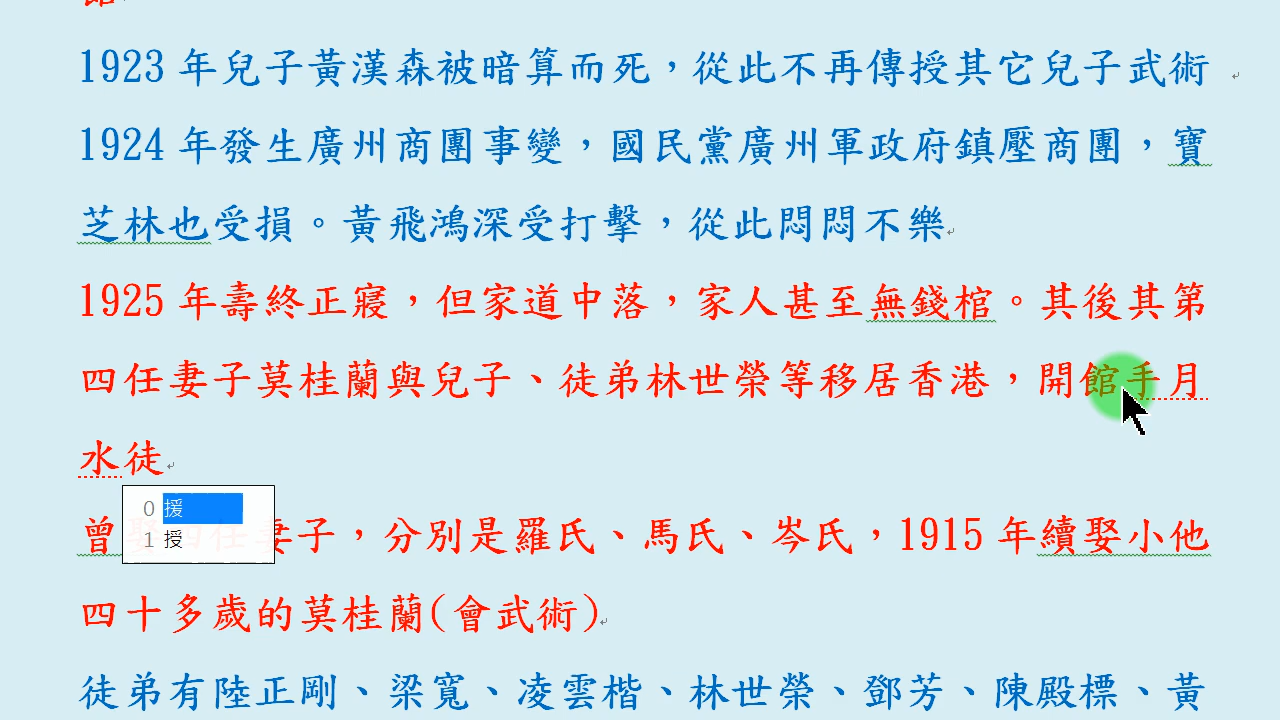 館
1923 年兒子黃漢森被暗算而死，從此不再傳授其它兒子武術
1924 年發生廣州商團事變，國民黨廣州軍政府鎮壓商團，寶
芝林也受損。黃飛鴻深受打擊，從此悶悶不樂
1925 年壽終正寢，但家道中落，家人甚至無錢棺。其後其第
四任妻子莫桂蘭與兒子、徒弟林世榮等移居香港，開館手月
水徒
0 援
1 授
曾娶四任妻子，分別是羅氏、馬氏、岑氏，1915 年續娶小他
四十多歲的莫桂蘭(會武術)
徒弟有陸正剛、梁寬、凌雲楷、林世榮、鄧芳、陳殿標、黃